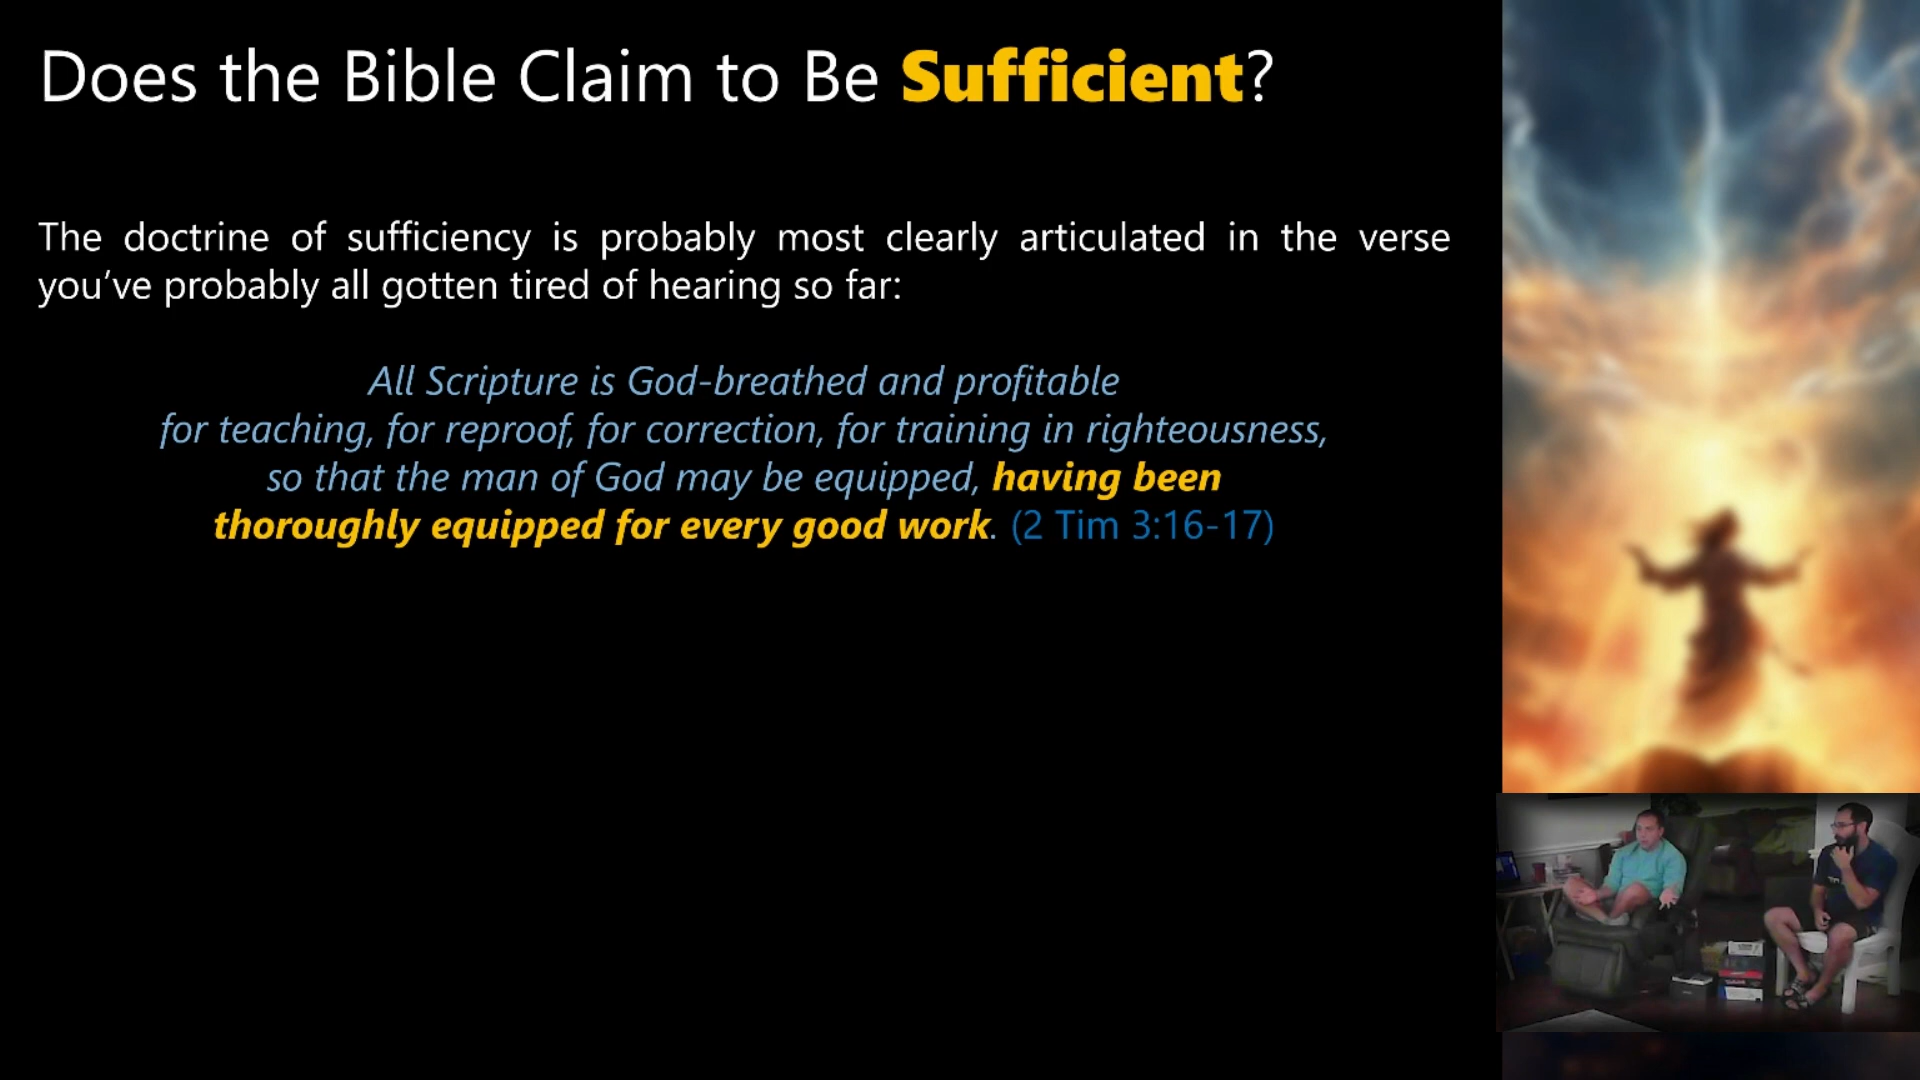 Does the Bible Claim to Be Sufficient?
The doctrine of sufficiency is probably most clearly articulated in the verse
you’ve probably all gotten tired of hearing so far:
All Scripture is God-breathed and profitable
for teaching, for reproof, for correction, for training in righteousness,
so that the man of God may be equipped, having been
thoroughly equipped for every good work. (2 Tim 3:16-17)